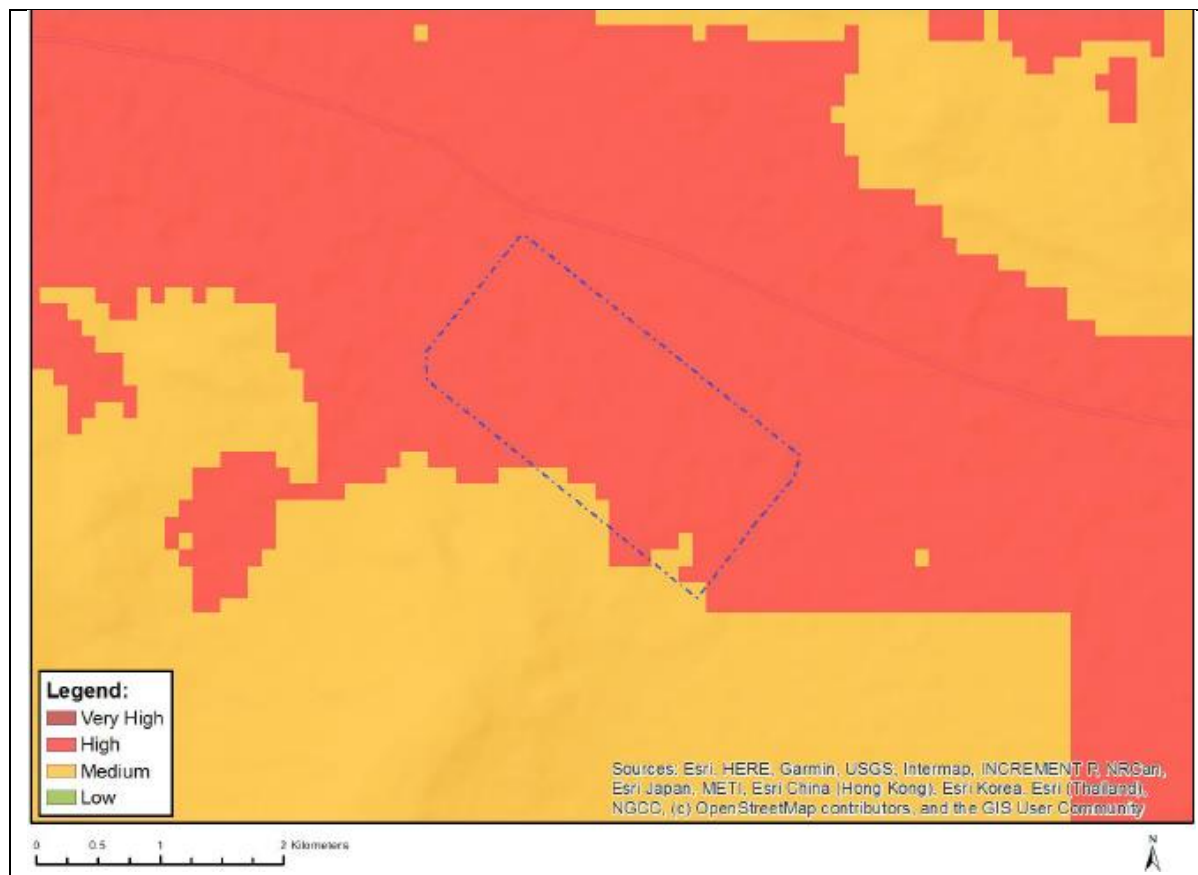 Legend:
Very High
High
Medium
Low
Sources: Esri, HERE, Garmin, USGS, Intermap, INCREMENT P, NRCan,
Esri Japan, METI, Esri China (Hong Kong), Esri Korea, Esri (Thailand),
NGCC, (c) OpenStreetMap contributors, and the GIS User Community
0 0.5 1 2 Kilometers
N